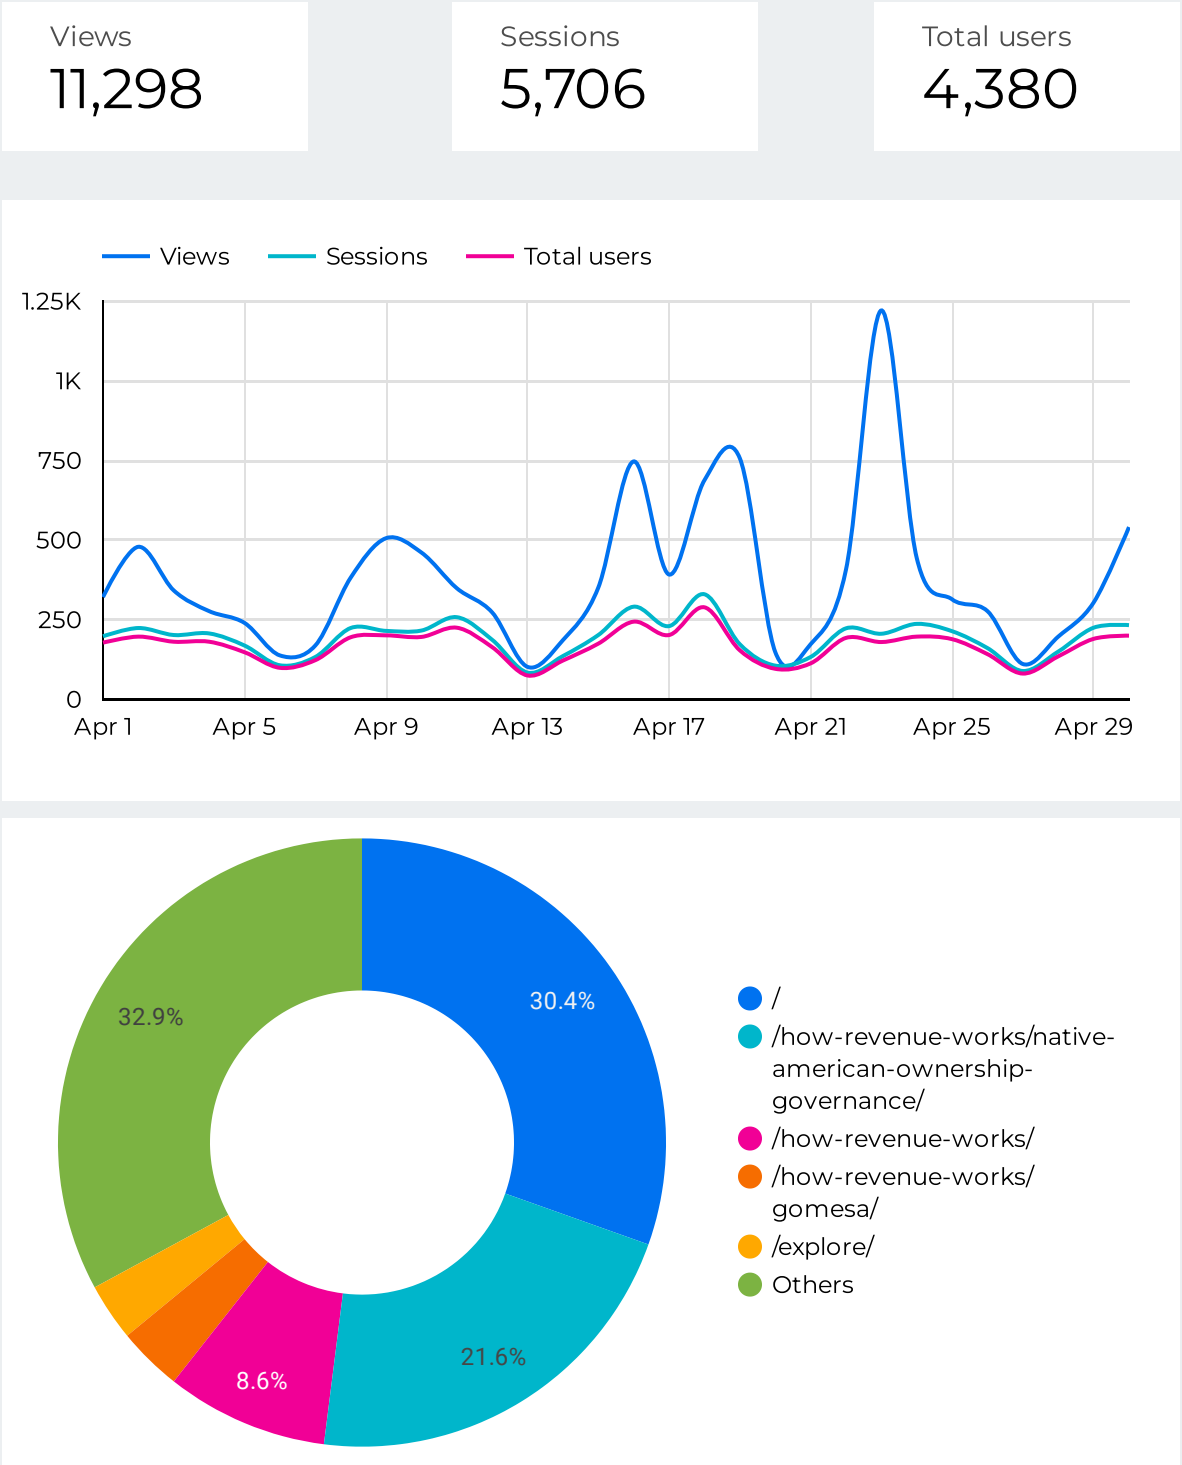 Views
11,298
Sessions
5,706
Total users
4,380
Views
Sessions
Total users
1.25K
1K
750
500
250
0
Apr 1
Apr 5
Apr 9
Apr 13
Apr 17
Apr 21
Apr 25
Apr 29
30.4%
32.9%
21.6%
8.6%
/
/how-revenue-works/native-
american-ownership-
governance/
/how-revenue-works/
/how-revenue-works/
gomesa/
/explore/
Others